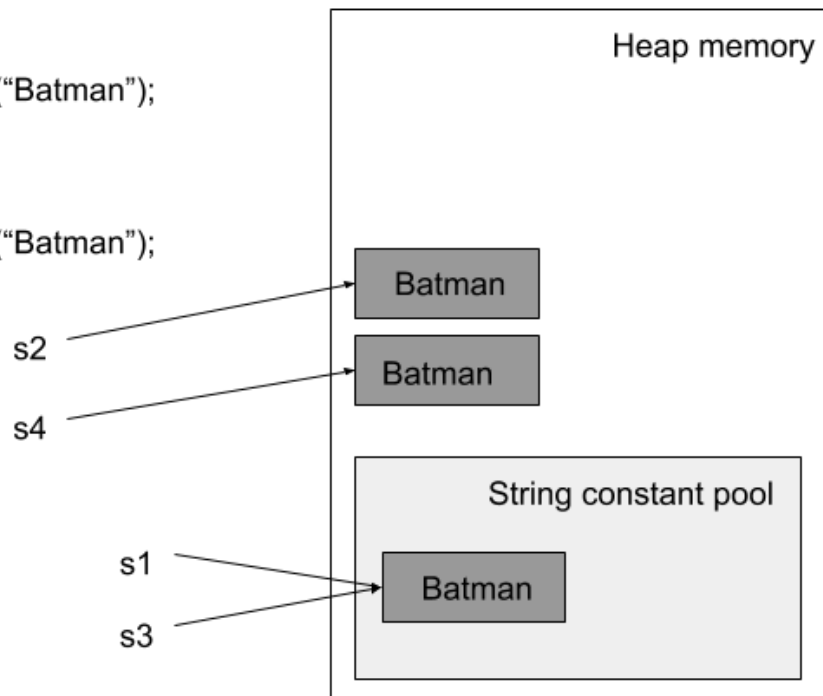 Heap memory
(“Batman”);
(“Batman”);
Batman
s2
Batman
s4
String constant pool
s1
Batman
s3